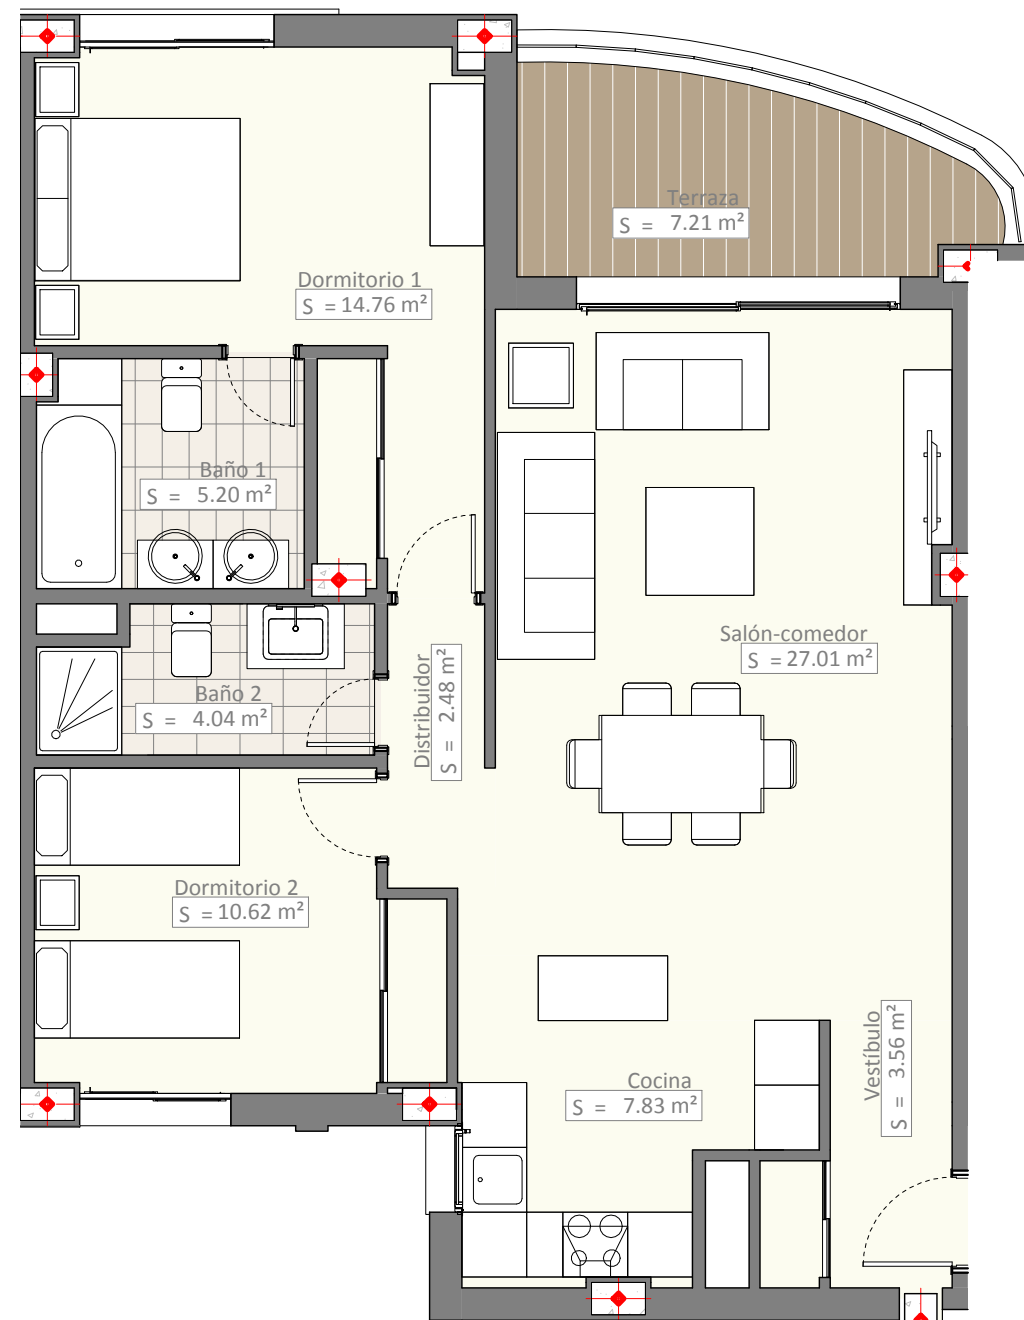 Terraza
S = 7.21 m²
Dormitorio 1
S = 14.76 m²
Baño 1
S = 5.20 m²
Salón-comedor
S = 27.01 m²
Distribuidor
S = 2.48 m²
Baño 2
S = 4.04 m²
Dormitorio 2
S = 10.62 m²
Vestíbulo
S = 3.56 m²
Cocina
S = 7.83 m²